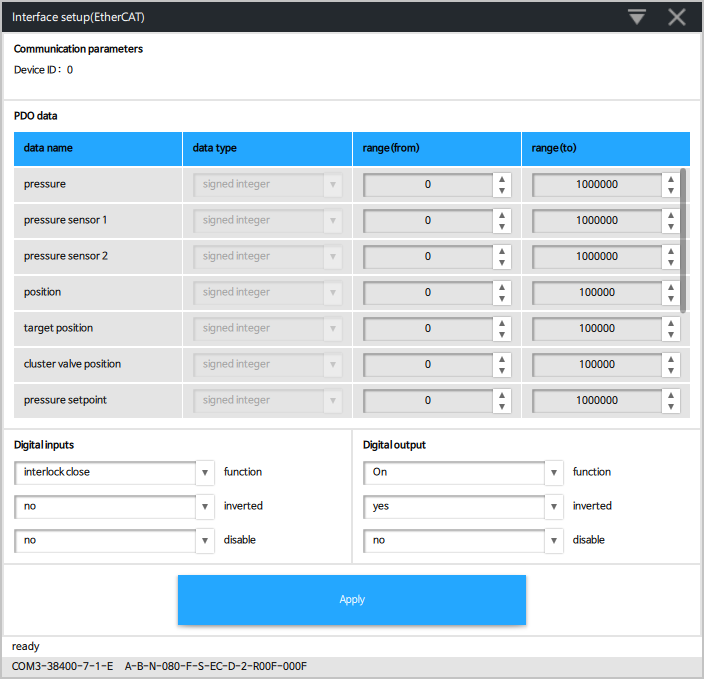 Interface setup(EtherCAT)
Communication parameters
Device ID: 0
PDO data
data name data type range(from) range(to)
pressure signed integer 0 1000000
pressure sensor 1 signed integer 0 1000000
pressure sensor 2 signed integer 0 1000000
position signed integer 0 100000
target position signed integer 0 100000
cluster valve position signed integer 0 100000
pressure setpoint signed integer 0 1000000
Digital inputs
interlock close function
no inverted
no disable
Digital output
On function
yes inverted
no disable
Apply
ready
COM3-38400-7-1-E A-B-N-080-F-S-EC-D-2-R00F-000F